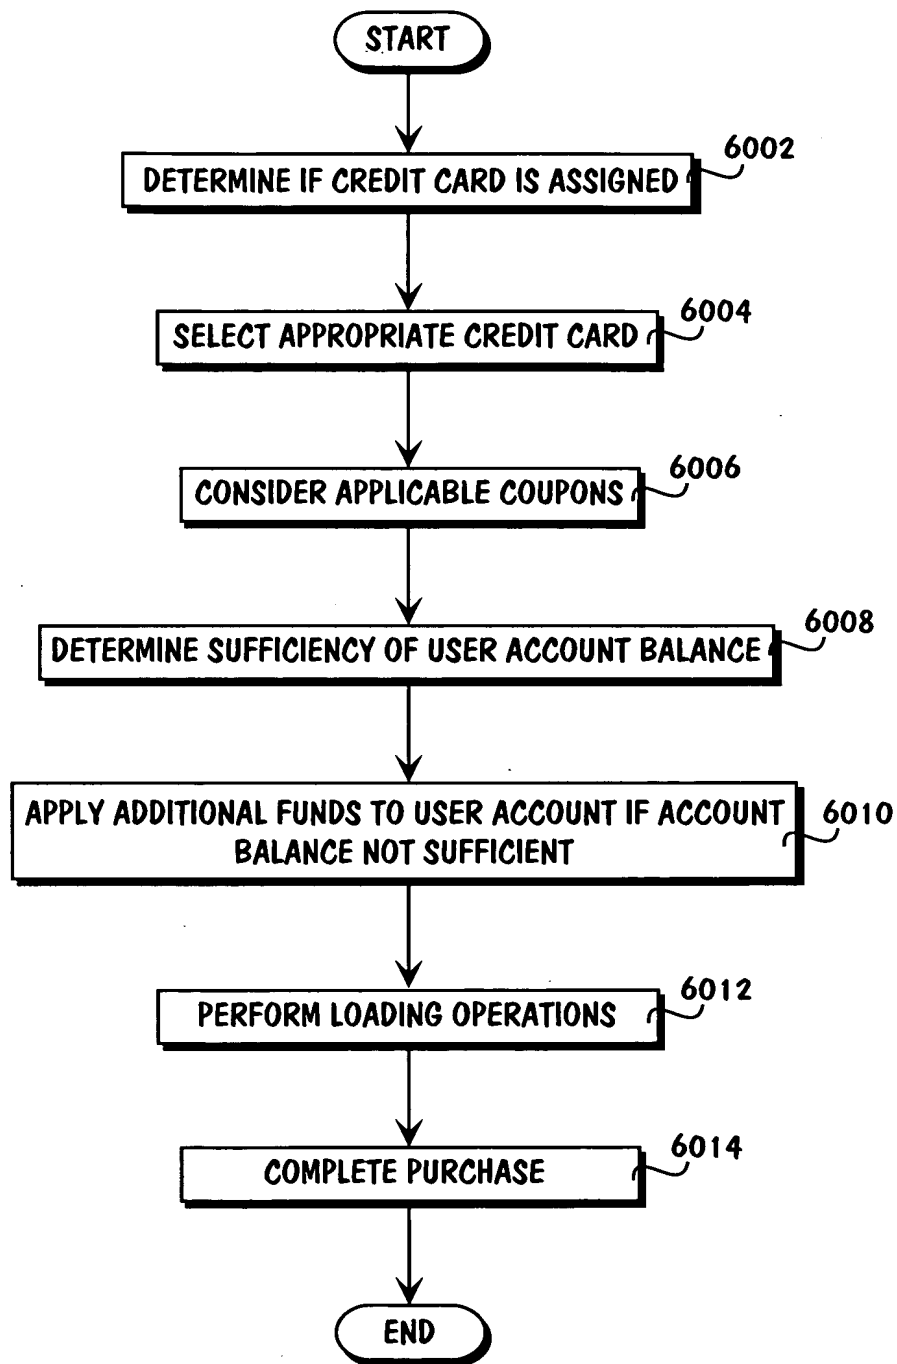 START
6002
DETERMINE IF CREDIT CARD IS ASSIGNED
6004
SELECT APPROPRIATE CREDIT CARD
6006
CONSIDER APPLICABLE COUPONS
6008
DETERMINE SUFFICIENCY OF USER ACCOUNT BALANCE
APPLY ADDITIONAL FUNDS TO USER ACCOUNT IF ACCOUNT
BALANCE NOT SUFFICIENT
6010
6012
PERFORM LOADING OPERATIONS
6014
COMPLETE PURCHASE
END